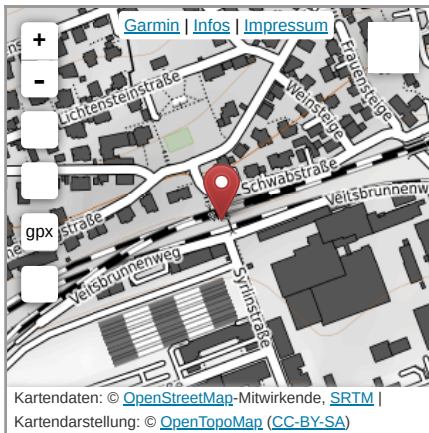 Garmin | Infos | Impressum
+
-
gpx
Lichtensteinstraße
Weinsteige
Frauensteige
Schwabstraße
Veitsbrunnenw
nestraße
Veitsbrunnenweg
Syrlinstraße
Kartendaten: © OpenStreetMap-Mitwirkende, SRTM |
Kartendarstellung: © OpenTopoMap (CC-BY-SA)